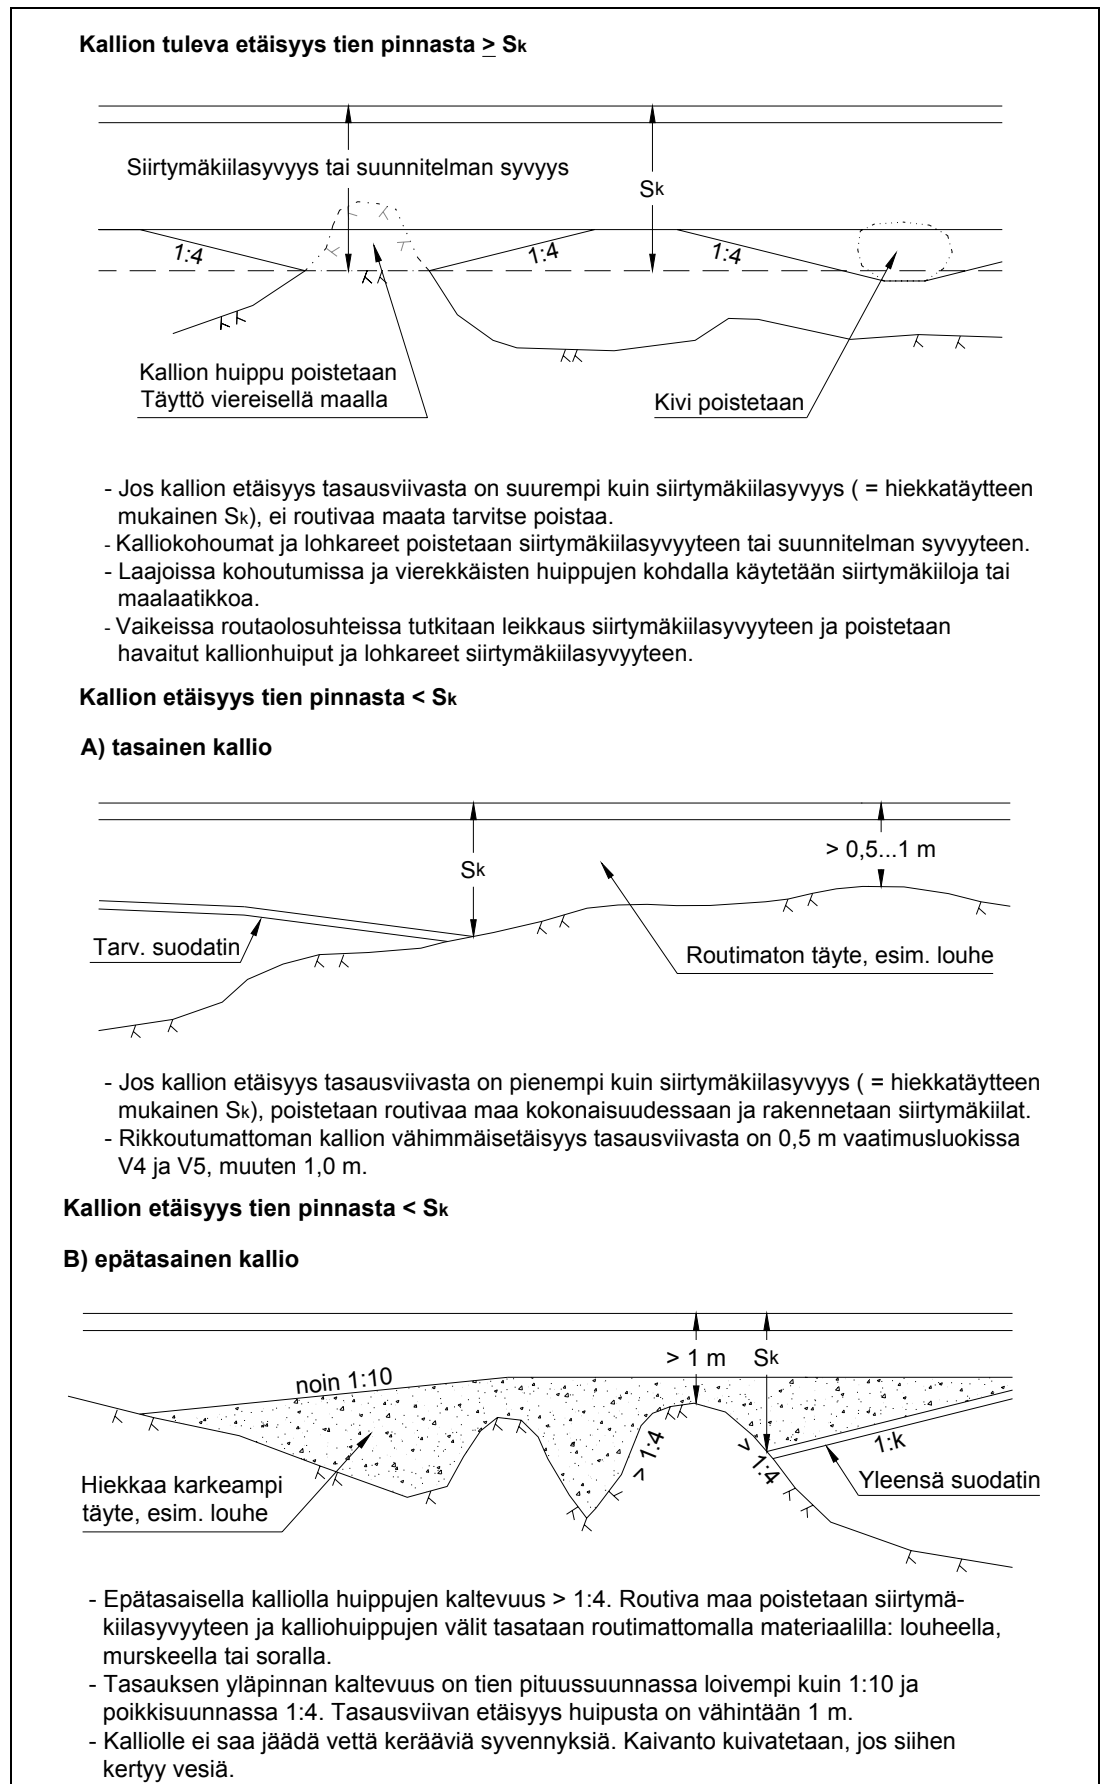 Kallion tuleva etäisyys tien pinnasta ≥ Sk
Siirtymäkiilasyvyys tai suunnitelman syvyys
Sk
1:4
1:4
1:4
Kallion huippu poistetaan
Täyttö viereisellä maalla
Kivi poistetaan
- Jos kallion etäisyys tasausviivasta on suurempi kuin siirtymäkiilasyvyys ( = hiekkatäytteen
mukainen Sk), ei routivaa maata tarvitse poistaa.
- Kalliokohoumat ja lohkareet poistetaan siirtymäkiilasyvyyteen tai suunnitelman syvyyteen.
- Laajoissa kohoutumissa ja vierekkäisten huippujen kohdalla käytetään siirtymäkiiloja tai
maalaatikkoa.
- Vaikeissa routaolosuhteissa tutkitaan leikkaus siirtymäkiilasyvyyteen ja poistetaan
havaitut kallionhuiput ja lohkareet siirtymäkiilasyvyyteen.
Kallion etäisyys tien pinnasta < Sk
A) tasainen kallio
> 0,5...1 m
Sk
Tarv. suodatin
Routimaton täyte, esim. louhe
- Jos kallion etäisyys tasausviivasta on pienempi kuin siirtymäkiilasyvyys ( = hiekkatäytteen
mukainen Sk), poistetaan routivaa maa kokonaisuudessaan ja rakennetaan siirtymäkiilat.
- Rikkoutumattoman kallion vähimmäisetäisyys tasausviivasta on 0,5 m vaatimusluokissa
V4 ja V5, muuten 1,0 m.
Kallion etäisyys tien pinnasta < Sk
B) epätasainen kallio
> 1 m Sk
noin 1:10
> 1:4
> 1:4
1:k
Hiekkaa karkeampi
täyte, esim. louhe
Yleensä suodatin
- Epätasaisella kalliolla huippujen kaltevuus > 1:4. Routiva maa poistetaan siirtymä-
kiilasyvyyteen ja kalliohuippujen välit tasataan routimattomalla materiaalilla: louheella,
murskeella tai soralla.
- Tasauksen yläpinnan kaltevuus on tien pituussuunnassa loivempi kuin 1:10 ja
poikkisuunnassa 1:4. Tasausviivan etäisyys huipusta on vähintään 1 m.
- Kalliolle ei saa jäädä vettä kerääviä syvennyksiä. Kaivanto kuivatetaan, jos siihen
kertyy vesiä.